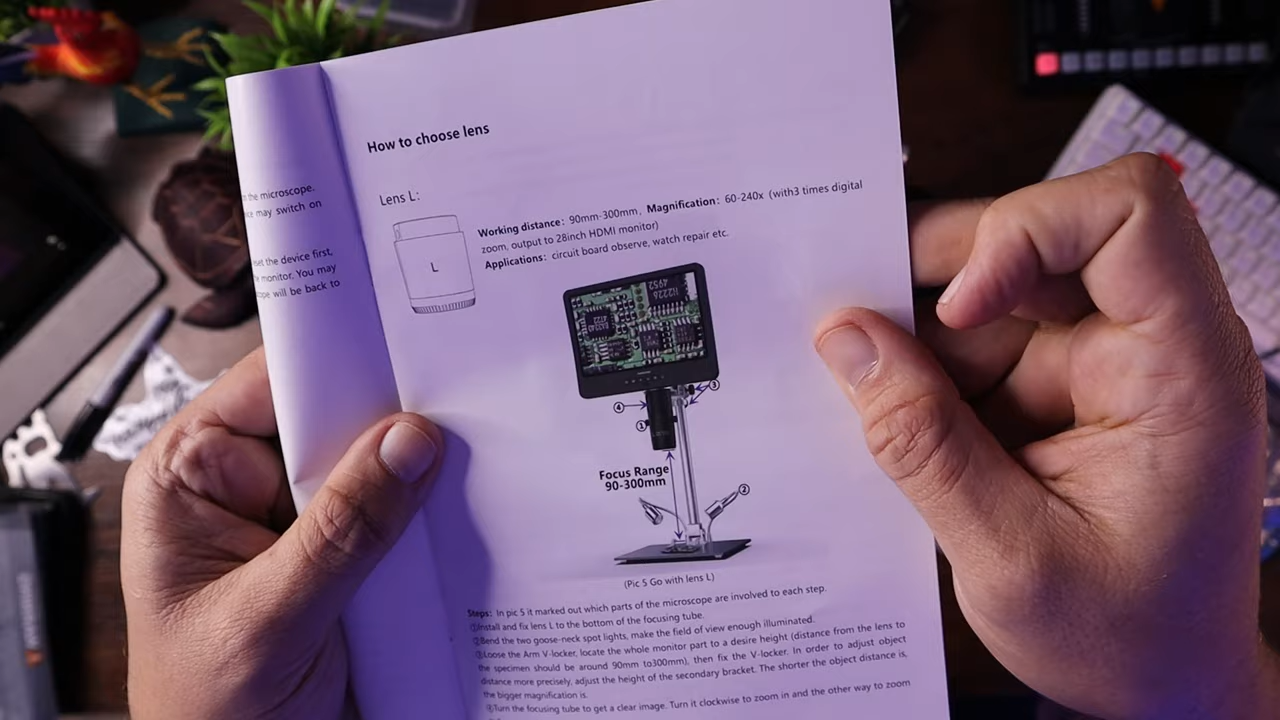 the microscope.
may switch on
the device first,
monitor. You may
will be back to
How to choose lens
Lens L:
L
Working distance: 90mm-300mm, Magnification: 60-240x (with3 times digital
zoom, output to 28inch HDMI monitor)
Applications: circuit board observe, watch repair etc.
H2226
4952
③
④
①
Focus Range
90-300mm
②
(Pic 5 Go with lens L)
Steps: In pic 5 it marked out which parts of the microscope are involved to each step.
①Install and fix lens L to the bottom of the focusing tube.
②Bend the two goose-neck spot lights, make the field of view enough illuminated.
③Loose the Arm V-locker, locate the whole monitor part to a desire height (distance from the lens to
the specimen should be around 90mm to300mm), then fix the V-locker. In order to adjust object
distance more precisely, adjust the height of the secondary bracket. The shorter the object distance is,
the bigger magnification is.
④Turn the focusing tube to get a clear image. Turn it clockwise to zoom in and the other way to zoom